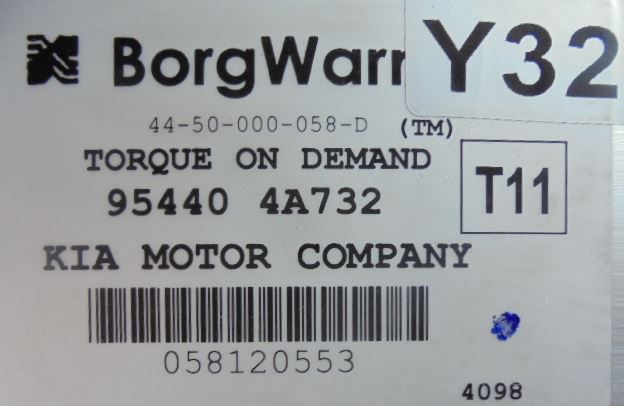 BorgWarn
Y32
44-50-000-058-D (TM)
TORQUE ON DEMAND
95440 4A732
T11
KIA MOTOR COMPANY
058120553
4098